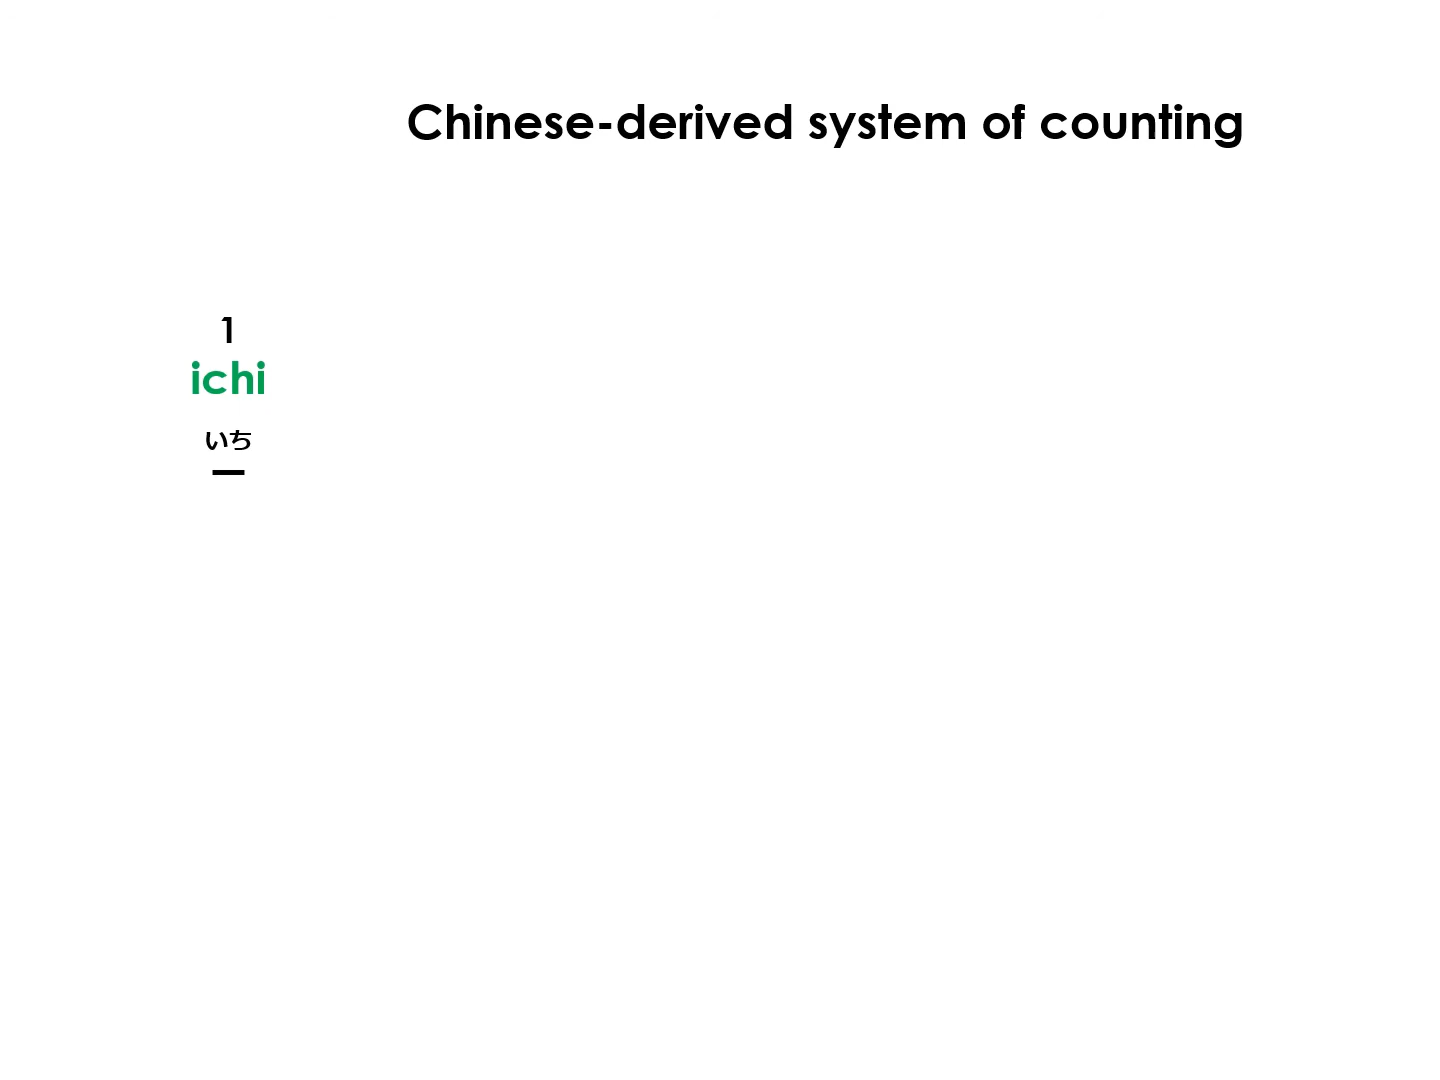 Chinese-derived system of counting
1
ichi
いち
一